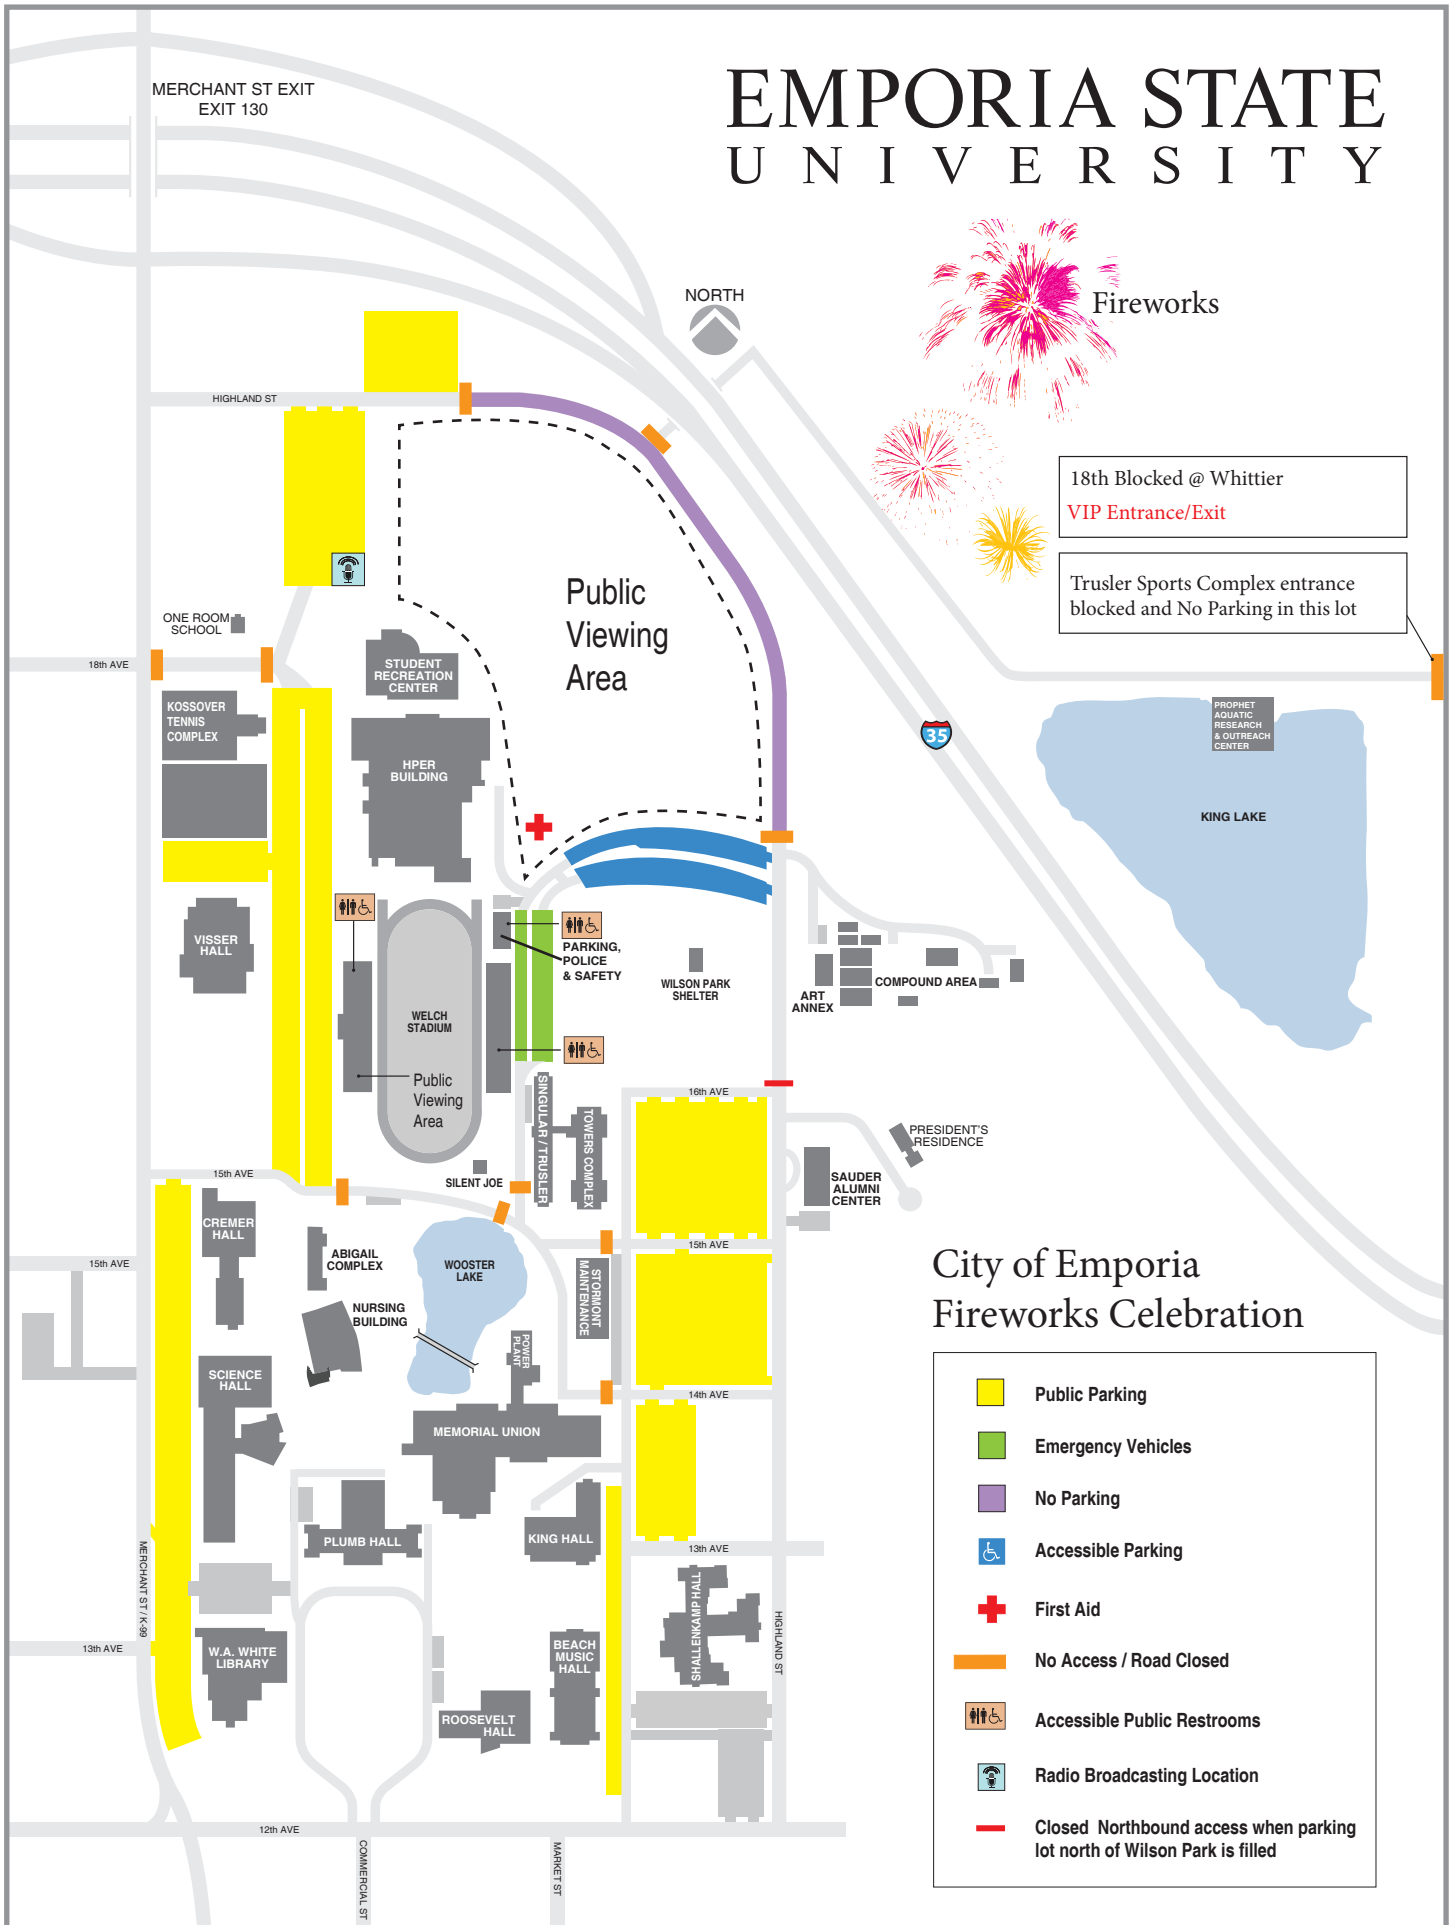 MERCHANT ST EXIT
EXIT 130
EMPORIA STATE
UNIVERSITY
NORTH
Fireworks
HIGHLAND ST
18th Blocked @ Whittier
VIP Entrance/Exit
Trusler Sports Complex entrance
blocked and No Parking in this lot
Public
Viewing
Area
ONE ROOM
SCHOOL
18th AVE
STUDENT
RECREATION
CENTER
KOSSOVER
TENNIS
COMPLEX
HPER
BUILDING
35
PROPHET
AQUATIC
RESEARCH
& OUTREACH
CENTER
KING LAKE
VISSER
HALL
PARKING,
POLICE
& SAFETY
WILSON PARK
SHELTER
ART
ANNEX
COMPOUND AREA
WELCH
STADIUM
Public
Viewing
Area
SINGULAR / TRUSLER
TOWERS COMPLEX
16th AVE
PRESIDENT'S
RESIDENCE
SAUDER
ALUMNI
CENTER
15th AVE
SILENT JOE
CREMER
HALL
ABIGAIL
COMPLEX
WOOSTER
LAKE
STORMONT
MAINTENANCE
15th AVE
15th AVE
NURSING
BUILDING
POWER
PLANT
SCIENCE
HALL
14th AVE
MEMORIAL UNION
PLUMB HALL
KING HALL
13th AVE
MERCHANT ST / K-99
SHALLENKAMP HALL
HIGHLAND ST
13th AVE
W.A. WHITE
LIBRARY
BEACH
MUSIC
HALL
ROOSEVELT
HALL
12th AVE
COMMERCIAL ST
MARKET ST
City of Emporia
Fireworks Celebration
Public Parking
Emergency Vehicles
No Parking
Accessible Parking
First Aid
No Access / Road Closed
Accessible Public Restrooms
Radio Broadcasting Location
Closed Northbound access when parking
lot north of Wilson Park is filled